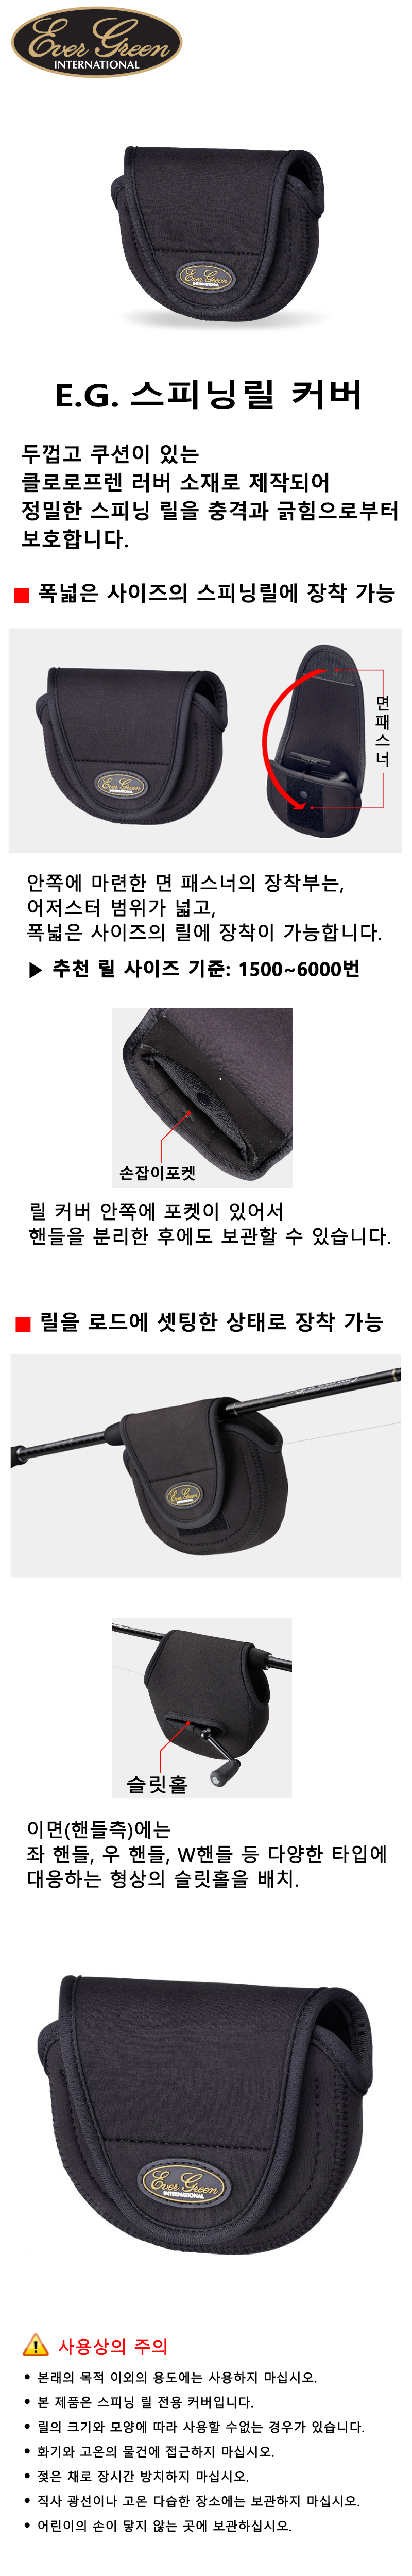 Ever Green
INTERNATIONAL
Ever Green
INTERNATIONAL
E.G. 스피닝릴 커버
두껍고 쿠션이 있는
클로로프렌 러버 소재로 제작되어
정밀한 스피닝 릴을 충격과 긁힘으로부터
보호합니다.
■ 폭넓은 사이즈의 스피닝릴에 장착 가능
면패스너
Ever Green
INTERNATIONAL
안쪽에 마련한 면 패스너의 장착부는,
어저스터 범위가 넓고,
폭넓은 사이즈의 릴에 장착이 가능합니다.
▶ 추천 릴 사이즈 기준: 1500~6000번
손잡이포켓
릴 커버 안쪽에 포켓이 있어서
핸들을 분리한 후에도 보관할 수 있습니다.
■ 릴을 로드에 셋팅한 상태로 장착 가능
Ever Green
INTERNATIONAL
슬릿홀
이면(핸들측)에는
좌 핸들, 우 핸들, W핸들 등 다양한 타입에
대응하는 형상의 슬릿홀을 배치.
Ever Green
INTERNATIONAL
사용상의 주의
• 본래의 목적 이외의 용도에는 사용하지 마십시오.
• 본 제품은 스피닝 릴 전용 커버입니다.
• 릴의 크기와 모양에 따라 사용할 수없는 경우가 있습니다.
• 화기와 고온의 물건에 접근하지 마십시오.
• 젖은 채로 장시간 방치하지 마십시오.
• 직사 광선이나 고온 다습한 장소에는 보관하지 마십시오.
• 어린이의 손이 닿지 않는 곳에 보관하십시오.